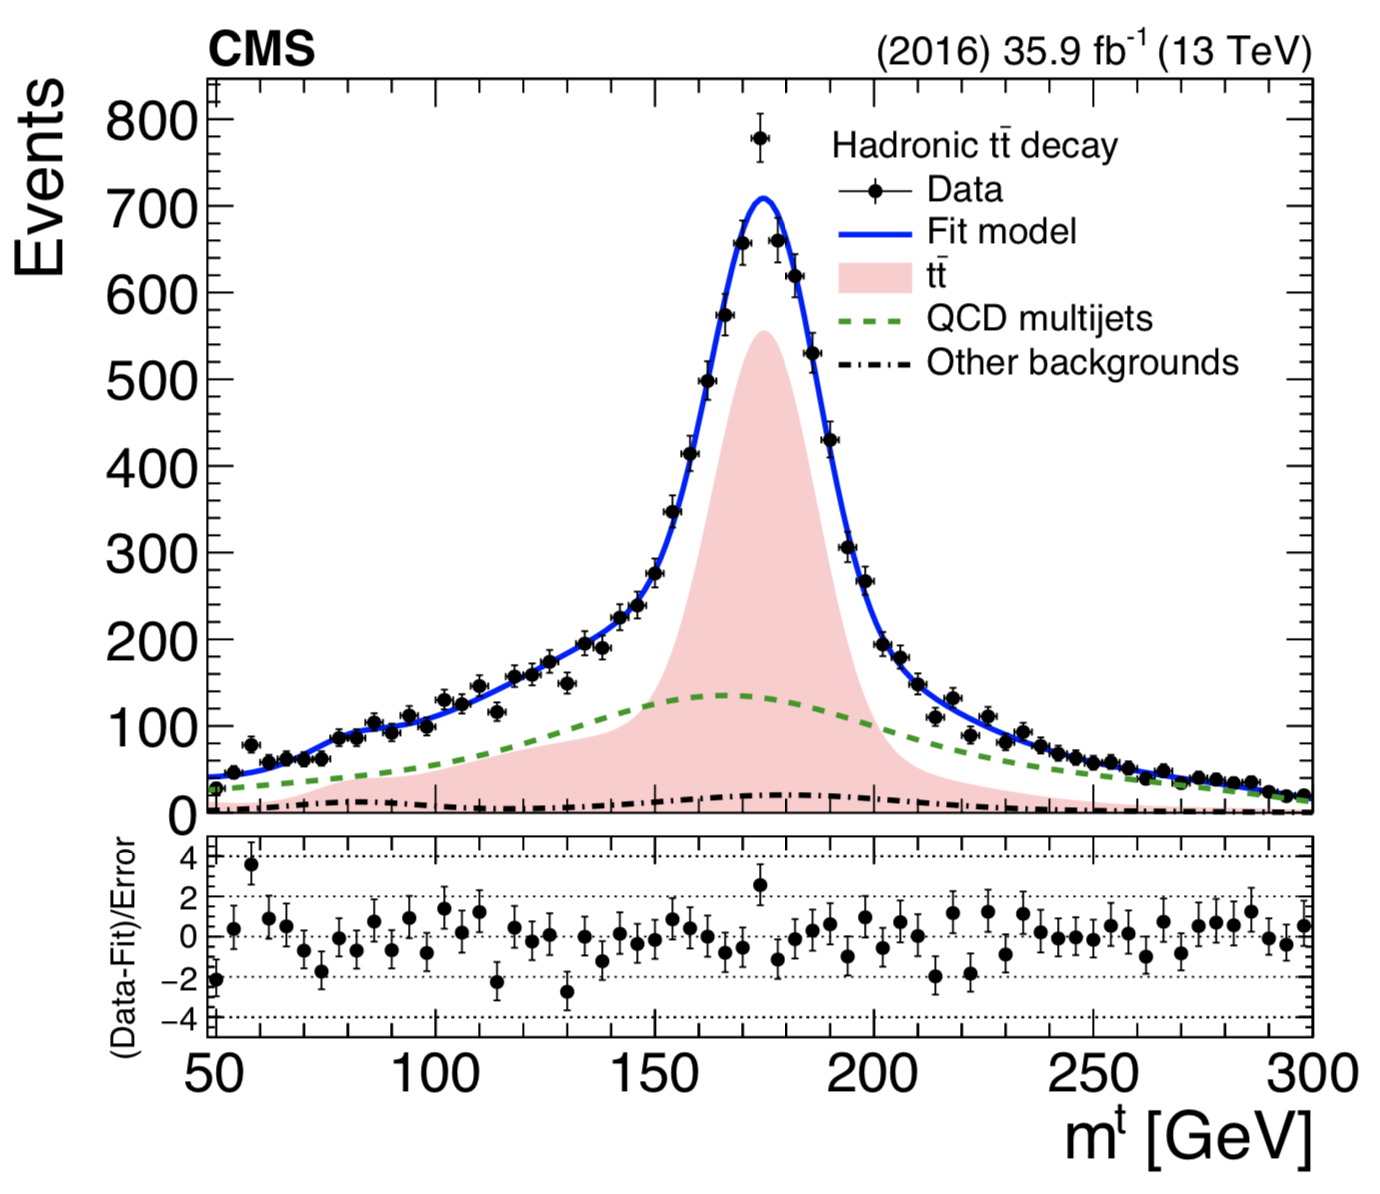 CMS (2016) 35.9 fb⁻¹ (13 TeV)
Events
800
700
600
500
400
300
200
100
0
Hadronic tt̄ decay
Data
Fit model
tt̄
QCD multijets
Other backgrounds
(Data-Fit)/Error
4
2
0
−2
−4
50 100 150 200 250 300
mᵗ [GeV]